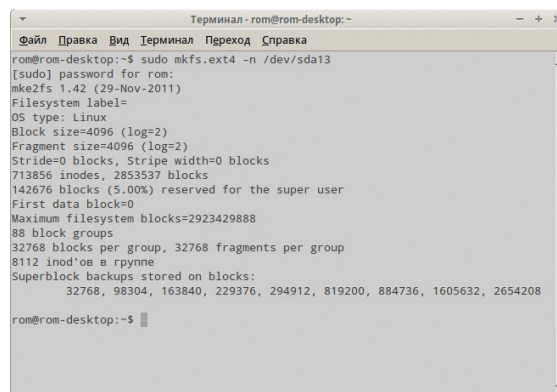 Терминал - rom@rom-desktop: ~
Файл Правка Вид Терминал Переход Справка
rom@rom-desktop:~$ sudo mkfs.ext4 -n /dev/sda13
[sudo] password for rom:
mke2fs 1.42 (29-Nov-2011)
Filesystem label=
OS type: Linux
Block size=4096 (log=2)
Fragment size=4096 (log=2)
Stride=0 blocks, Stripe width=0 blocks
713856 inodes, 2853537 blocks
142676 blocks (5.00%) reserved for the super user
First data block=0
Maximum filesystem blocks=2923429888
88 block groups
32768 blocks per group, 32768 fragments per group
8112 inod'ов в группе
Superblock backups stored on blocks:
32768, 98304, 163840, 229376, 294912, 819200, 884736, 1605632, 2654208
rom@rom-desktop:~$